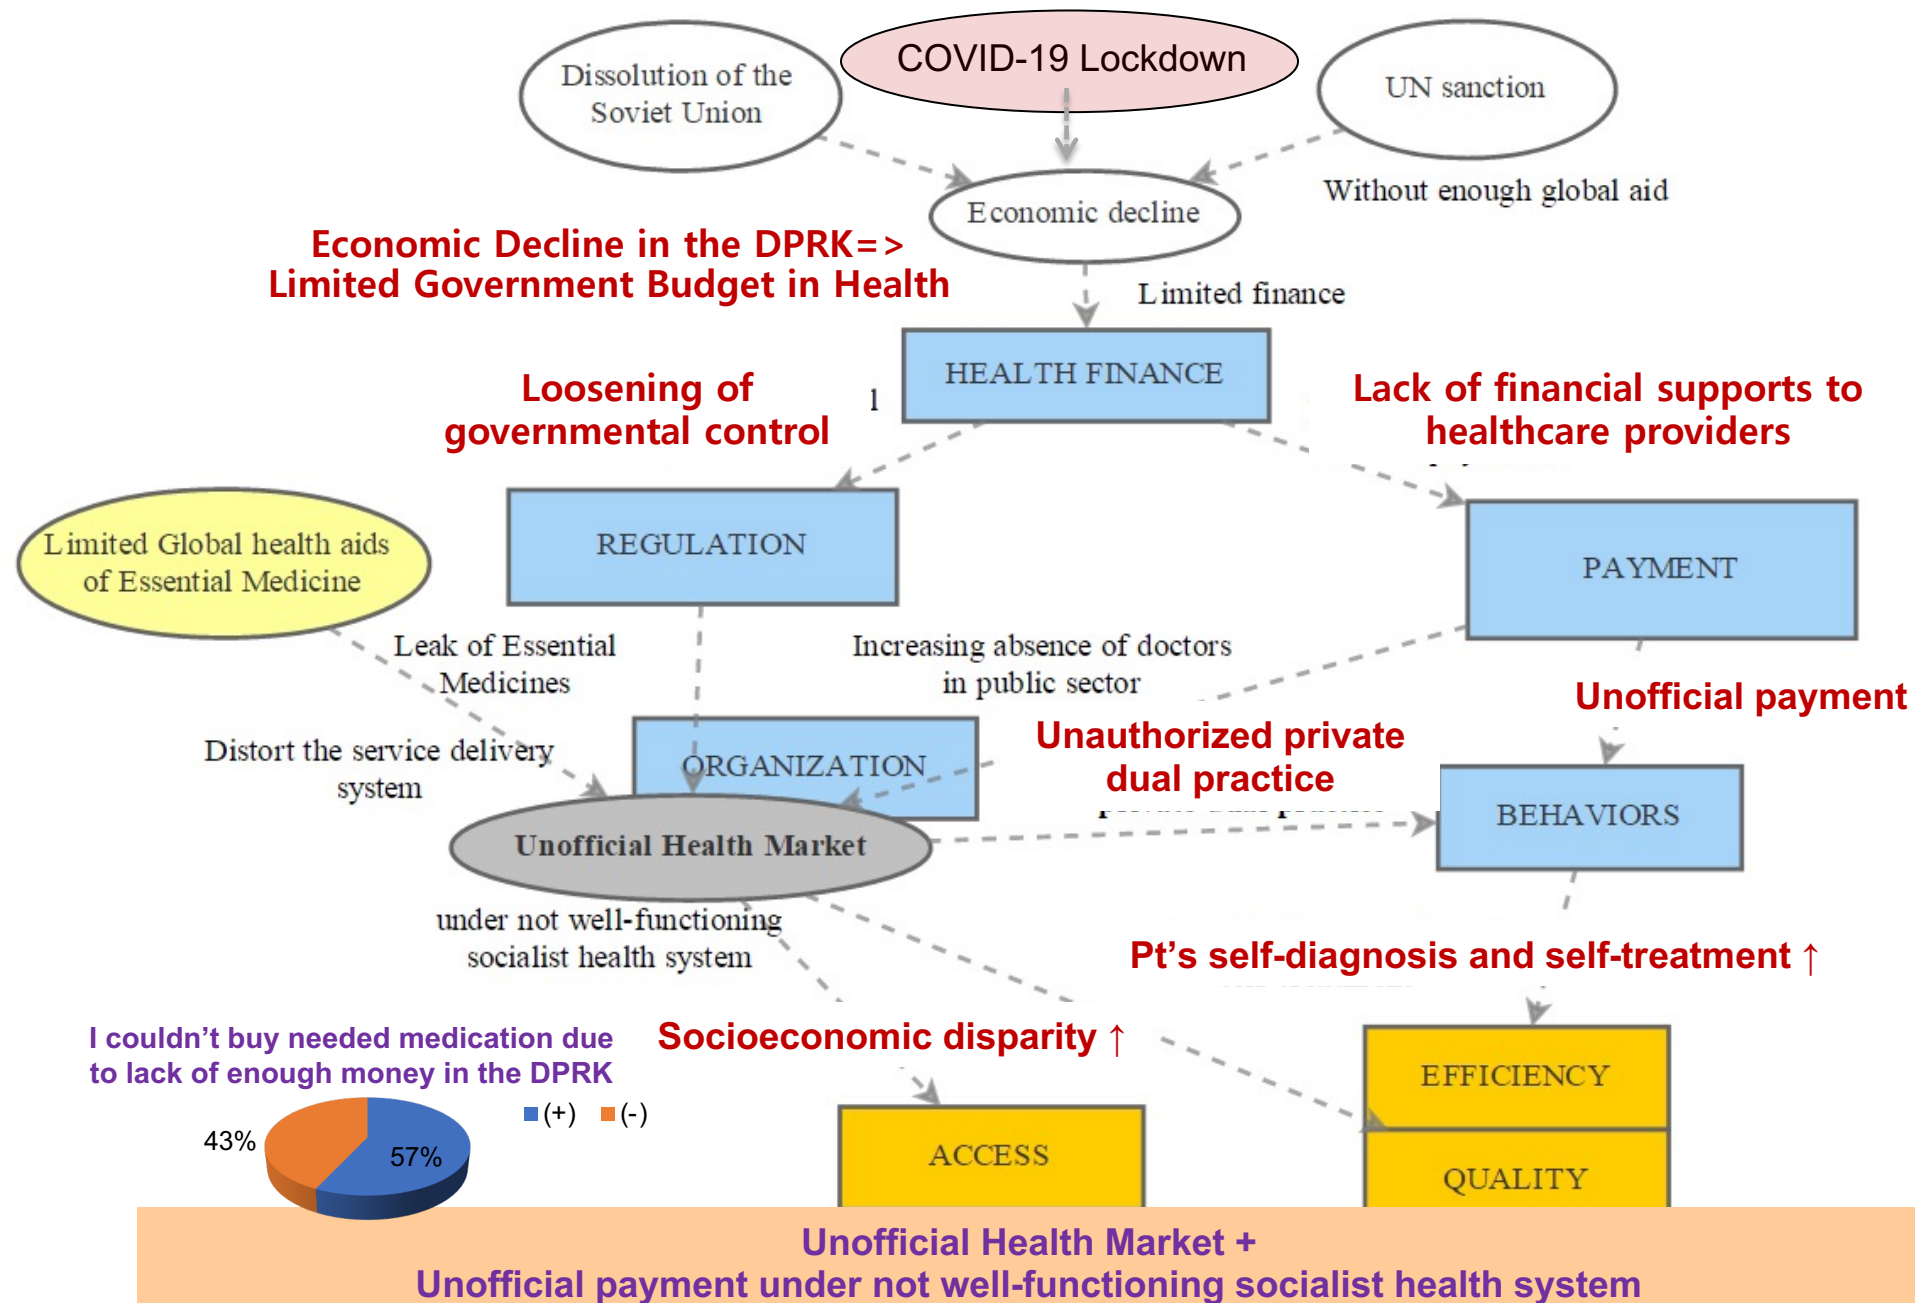 COVID-19 Lockdown
Dissolution of the
Soviet Union
UN sanction
Without enough global aid
Economic decline
Economic Decline in the DPRK=>
Limited Government Budget in Health
Limited finance
HEALTH FINANCE
Loosening of
governmental control
l
Lack of financial supports to
healthcare providers
Limited Global health aids
of Essential Medicine
REGULATION
PAYMENT
Leak of Essential
Medicines
Increasing absence of doctors
in public sector
Unofficial payment
Distort the service delivery
system
ORGANIZATION
Unauthorized private
dual practice
BEHAVIORS
Unofficial Health Market
under not well-functioning
socialist health system
Pt’s self-diagnosis and self-treatment ↑
I couldn’t buy needed medication due
to lack of enough money in the DPRK
(+) (-)
43%
57%
Socioeconomic disparity ↑
EFFICIENCY
ACCESS
QUALITY
Unofficial Health Market +
Unofficial payment under not well-functioning socialist health system